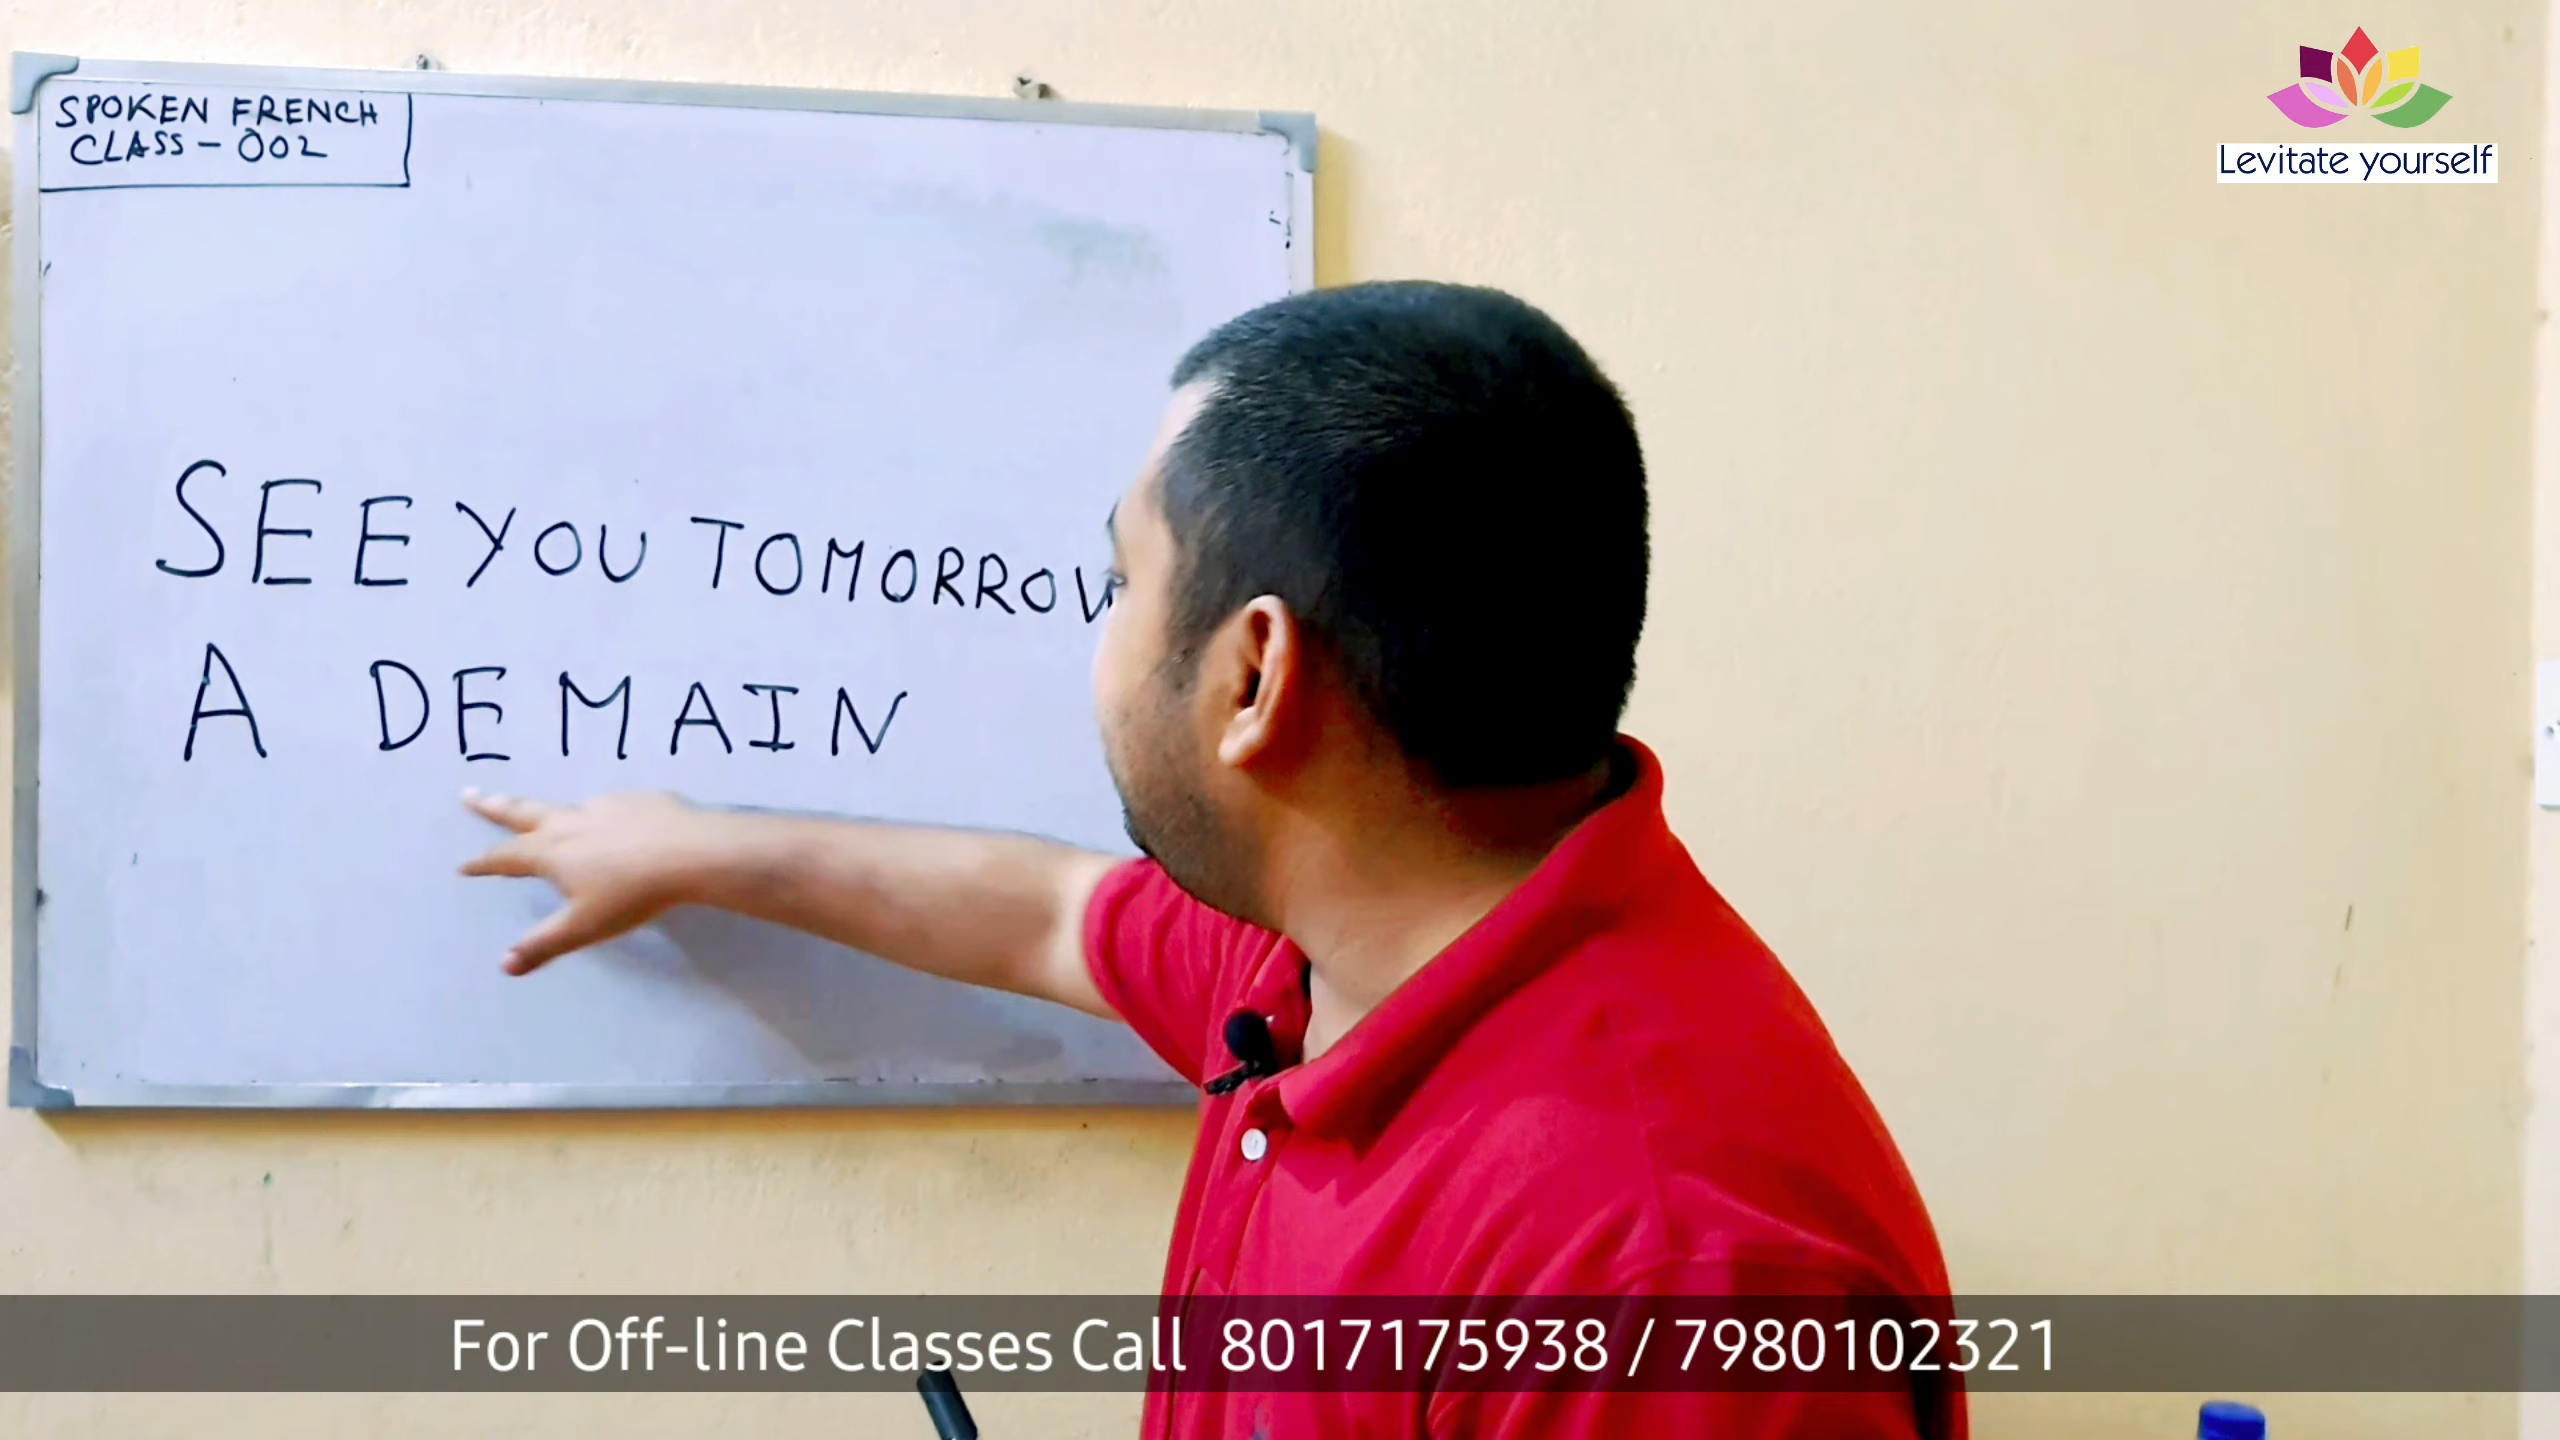 SPOKEN FRENCH
CLASS - 002
Levitate yourself
SEE YOU TOMORROW
A DEMAIN
For Off-line Classes Call 8017175938 / 7980102321